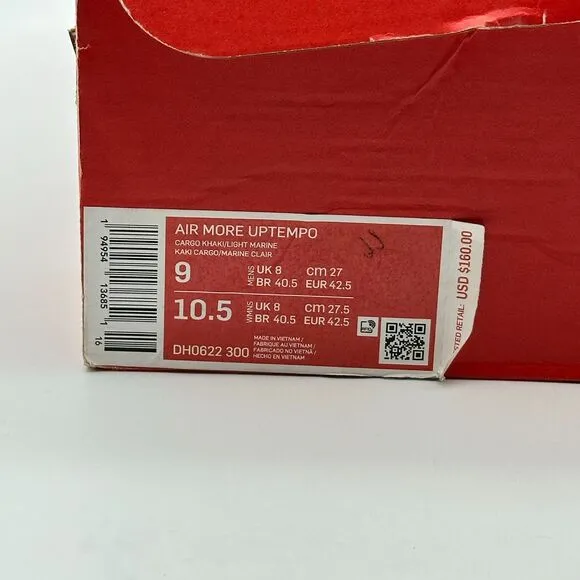 AIR MORE UPTEMPO
CARGO KHAKI/LIGHT MARINE
KAKI CARGO/MARINE CLAIR
9 MENS UK 8 CM 27
BR 40.5 EUR 42.5
10.5 WMNS UK 8 CM 27.5
BR 40.5 EUR 42.5
MADE IN VIETNAM /
FABRIQUE AU VIETNAM /
FABRICADO NO VIETNÃ /
HECHO EN VIETNAM
DH0622 300
1 94954 13685 1
16
USD $160.00
RETAIL: